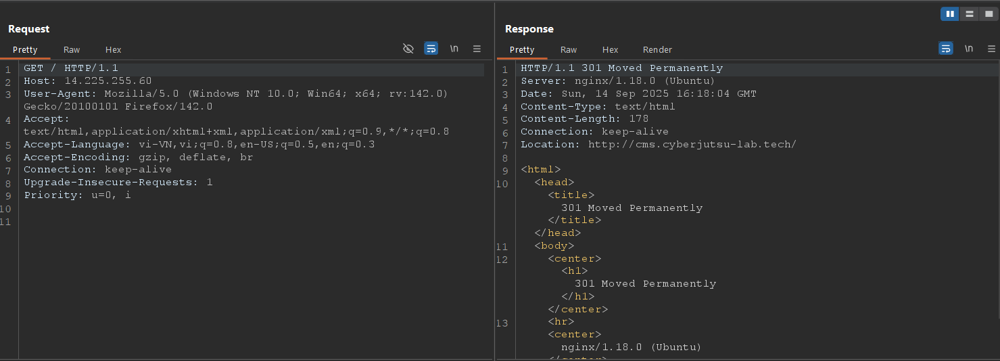 Request
Pretty Raw Hex \n
1 GET / HTTP/1.1
2 Host: 14.225.255.60
3 User-Agent: Mozilla/5.0 (Windows NT 10.0; Win64; x64; rv:142.0)
Gecko/20100101 Firefox/142.0
4 Accept:
text/html,application/xhtml+xml,application/xml;q=0.9,*/*;q=0.8
5 Accept-Language: vi-VN,vi;q=0.8,en-US;q=0.5,en;q=0.3
6 Accept-Encoding: gzip, deflate, br
7 Connection: keep-alive
8 Upgrade-Insecure-Requests: 1
9 Priority: u=0, i
10
11
Response
Pretty Raw Hex Render \n
1 HTTP/1.1 301 Moved Permanently
2 Server: nginx/1.18.0 (Ubuntu)
3 Date: Sun, 14 Sep 2025 16:18:04 GMT
4 Content-Type: text/html
5 Content-Length: 178
6 Connection: keep-alive
7 Location: http://cms.cyberjutsu-lab.tech/
8
9 <html>
10 <head>
<title>
301 Moved Permanently
</title>
</head>
11 <body>
12 <center>
<h1>
301 Moved Permanently
</h1>
</center>
13 <hr>
<center>
nginx/1.18.0 (Ubuntu)
</center>